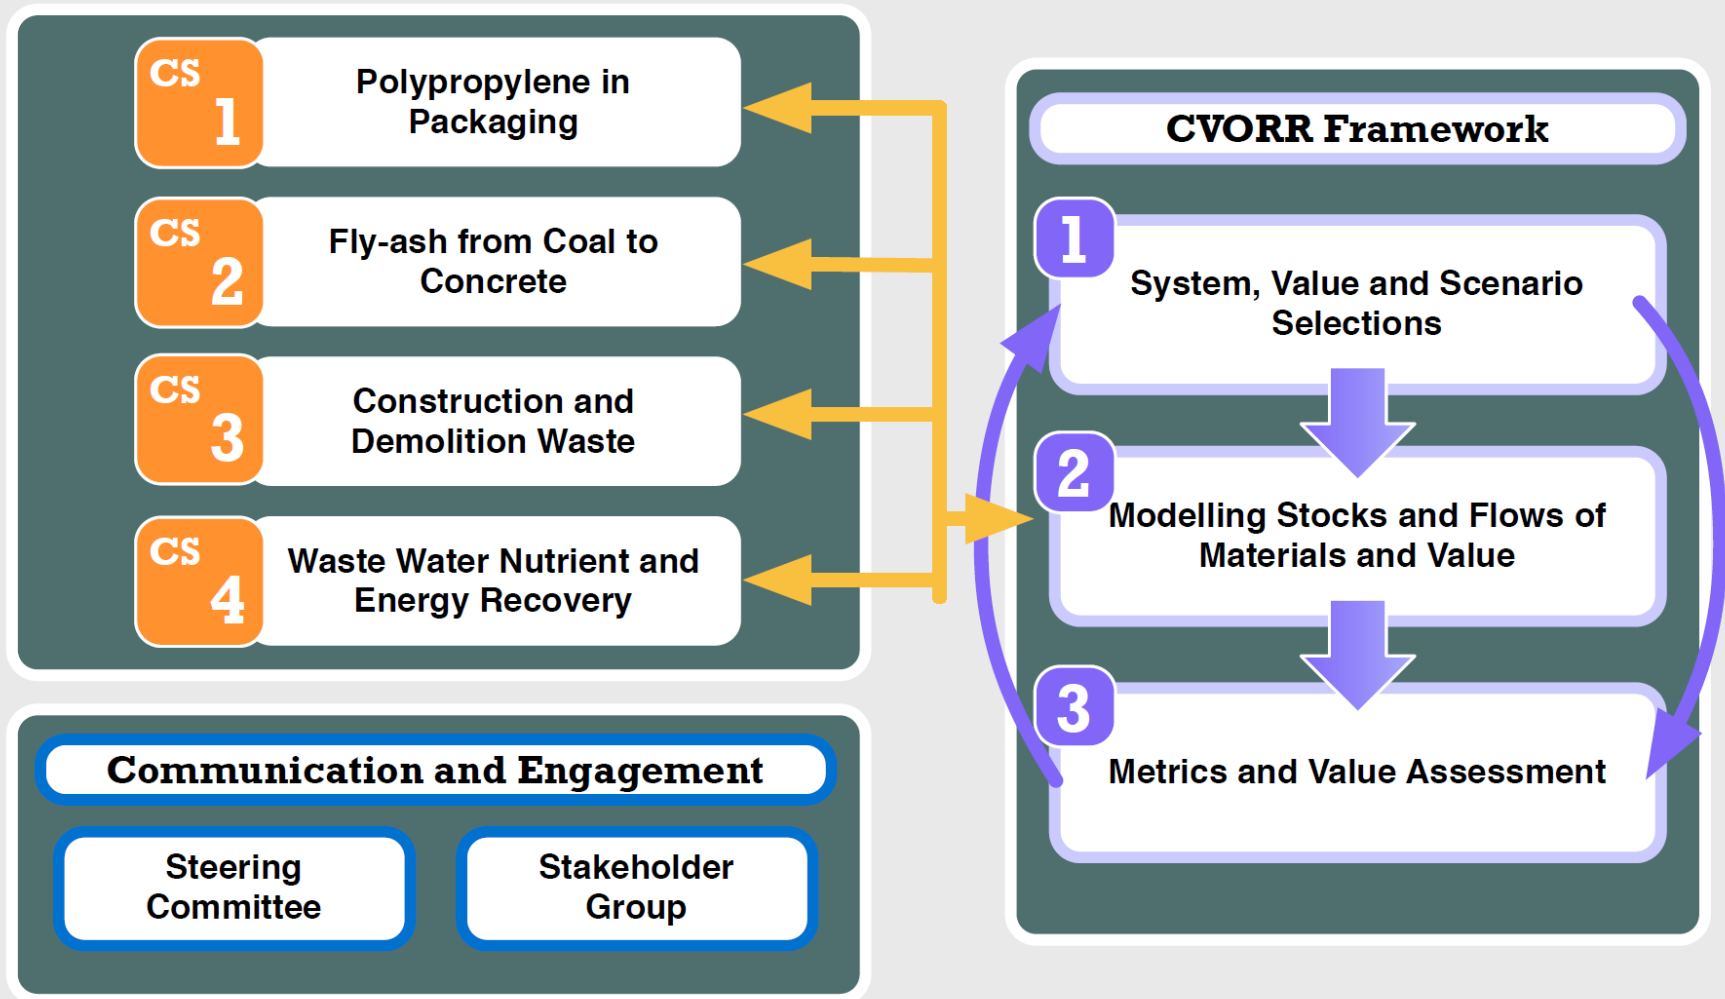 CS
1
Polypropylene in
Packaging
CS
2
Fly-ash from Coal to
Concrete
CS
3
Construction and
Demolition Waste
CS
4
Waste Water Nutrient and
Energy Recovery
Communication and Engagement
Steering
Committee
Stakeholder
Group
CVORR Framework
1
System, Value and Scenario
Selections
2
Modelling Stocks and Flows of
Materials and Value
3
Metrics and Value Assessment